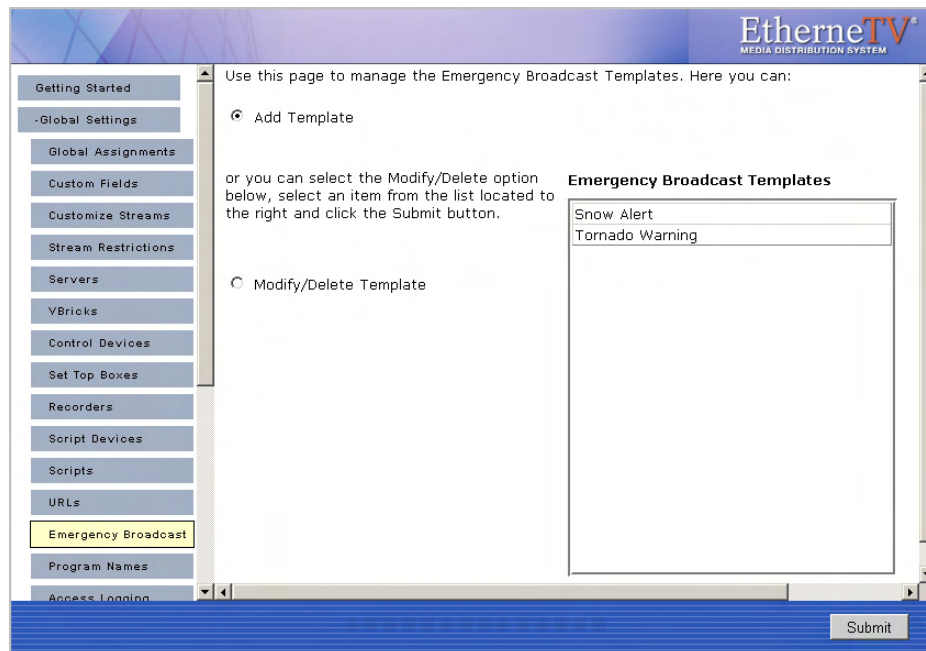 EtherneTV®
MEDIA DISTRIBUTION SYSTEM
Getting Started
-Global Settings
Global Assignments
Custom Fields
Customize Streams
Stream Restrictions
Servers
VBricks
Control Devices
Set Top Boxes
Recorders
Script Devices
Scripts
URLs
Emergency Broadcast
Program Names
Access Logging
Use this page to manage the Emergency Broadcast Templates. Here you can:
Add Template
or you can select the Modify/Delete option
below, select an item from the list located to
the right and click the Submit button.
Modify/Delete Template
Emergency Broadcast Templates
Snow Alert
Tornado Warning
Submit